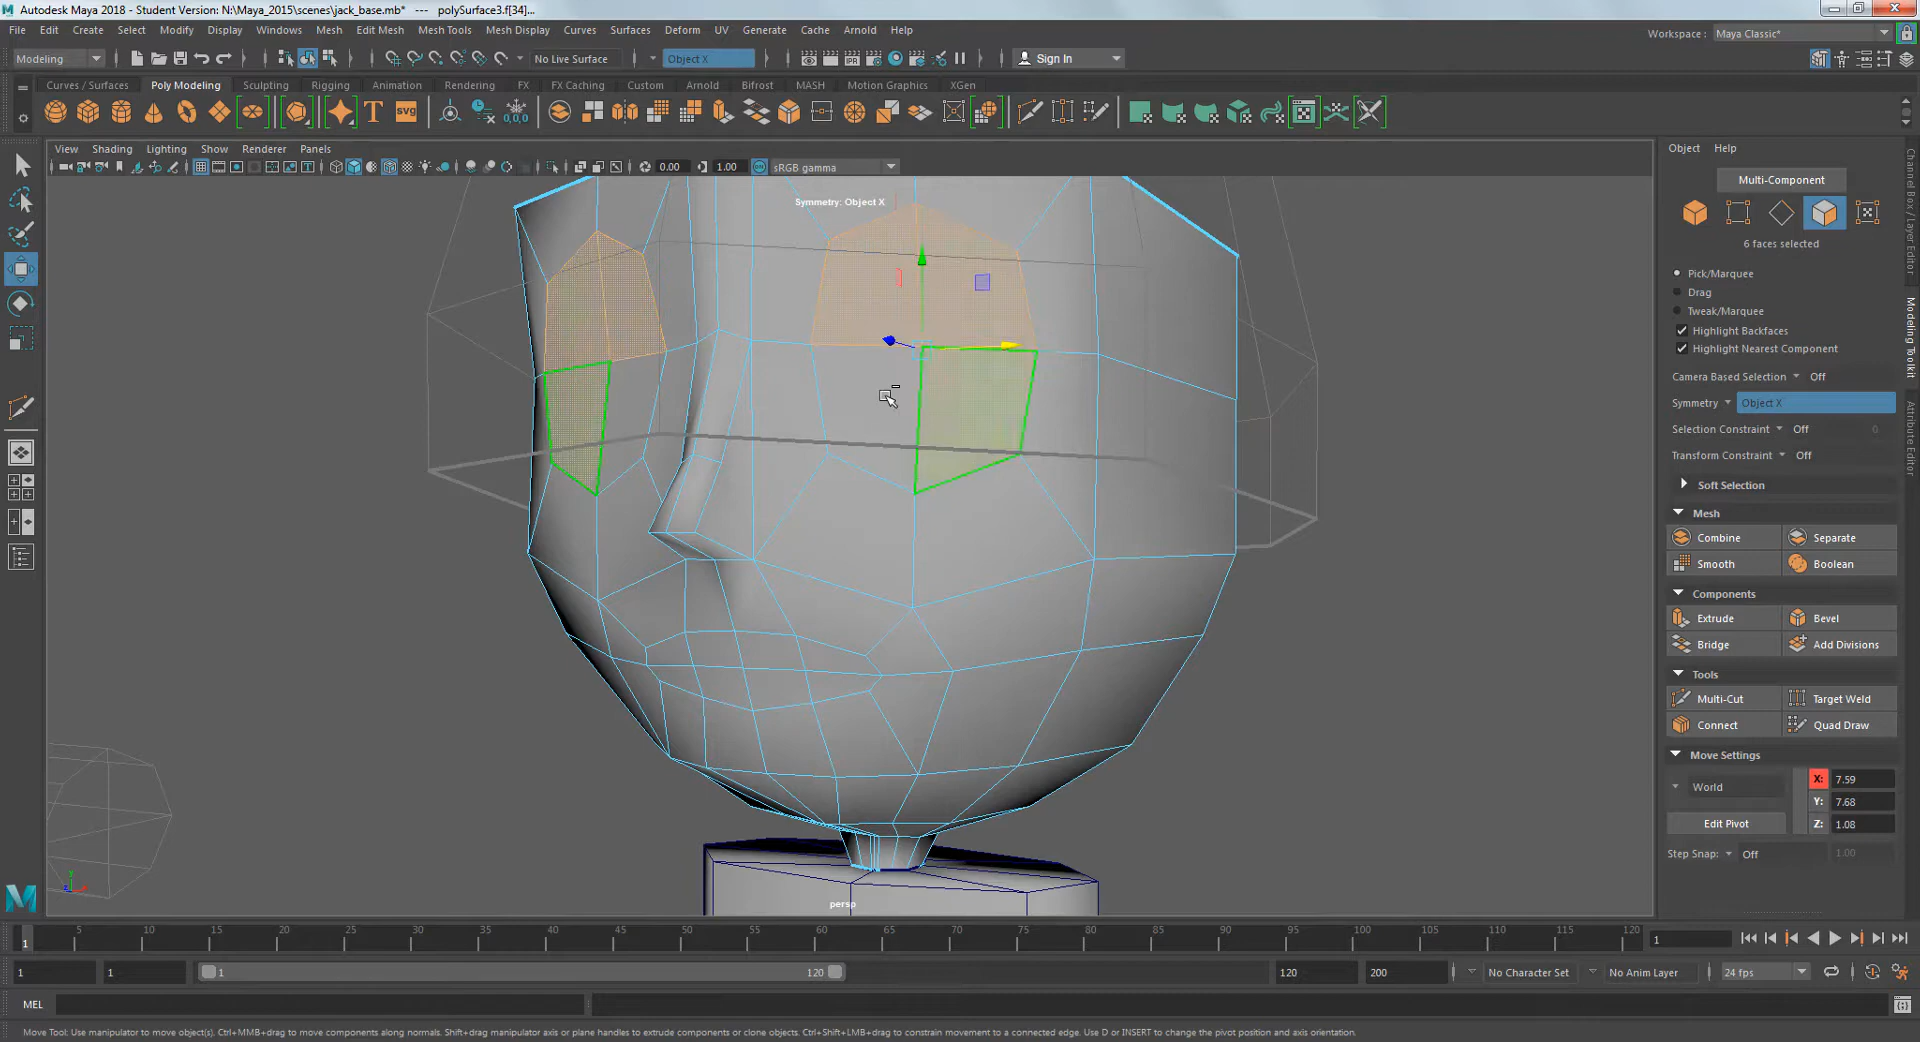 Autodesk Maya 2018 - Student Version: N:\Maya_2015\scenes\jack_base.mb* --- polySurface3.f[34]...
File Edit Create Select Modify Display Windows Mesh Edit Mesh Mesh Tools Mesh Display Curves Surfaces Deform UV Generate Cache Arnold Help
Workspace : Maya Classic*
Modeling No Live Surface Object X Sign In
Curves / Surfaces Poly Modeling Sculpting Rigging Animation Rendering FX FX Caching Custom Arnold Bifrost MASH Motion Graphics XGen
View Shading Lighting Show Renderer Panels
0.00 1.00 sRGB gamma
Symmetry: Object X
persp
Object Help
Multi-Component
6 faces selected
Pick/Marquee
Drag
Tweak/Marquee
Highlight Backfaces
Highlight Nearest Component
Camera Based Selection Off
Symmetry Object X
Selection Constraint Off 0
Transform Constraint Off
Soft Selection
Mesh
Combine Separate
Smooth Boolean
Components
Extrude Bevel
Bridge Add Divisions
Tools
Multi-Cut Target Weld
Connect Quad Draw
Move Settings
World X: 7.59
Y: 7.68
Edit Pivot Z: 1.08
Step Snap: Off 1.00
Channel Box / Layer Editor
Modeling Toolkit
Attribute Editor
1 5 10 15 20 25 30 35 40 45 50 55 60 65 70 75 80 85 90 95 100 105 110 115 120 1
1 1 1 120 120 200 No Character Set No Anim Layer 24 fps
MEL
Move Tool: Use manipulator to move object(s). Ctrl+MMB+drag to move components along normals. Shift+drag manipulator axis or plane handles to extrude components or clone objects. Ctrl+Shift+LMB+drag to constrain movement to a connected edge. Use D or INSERT to change the pivot position and axis orientation.